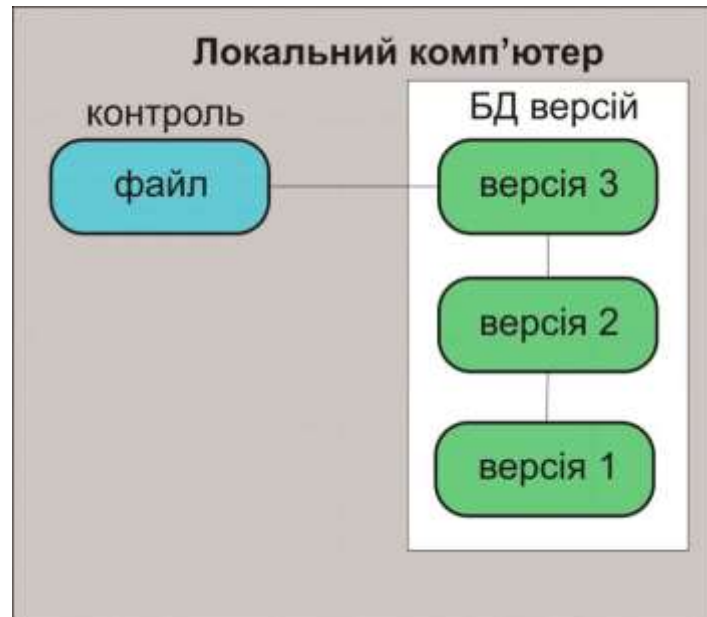 Локальний комп’ютер
контроль
файл
БД версій
версія 3
версія 2
версія 1